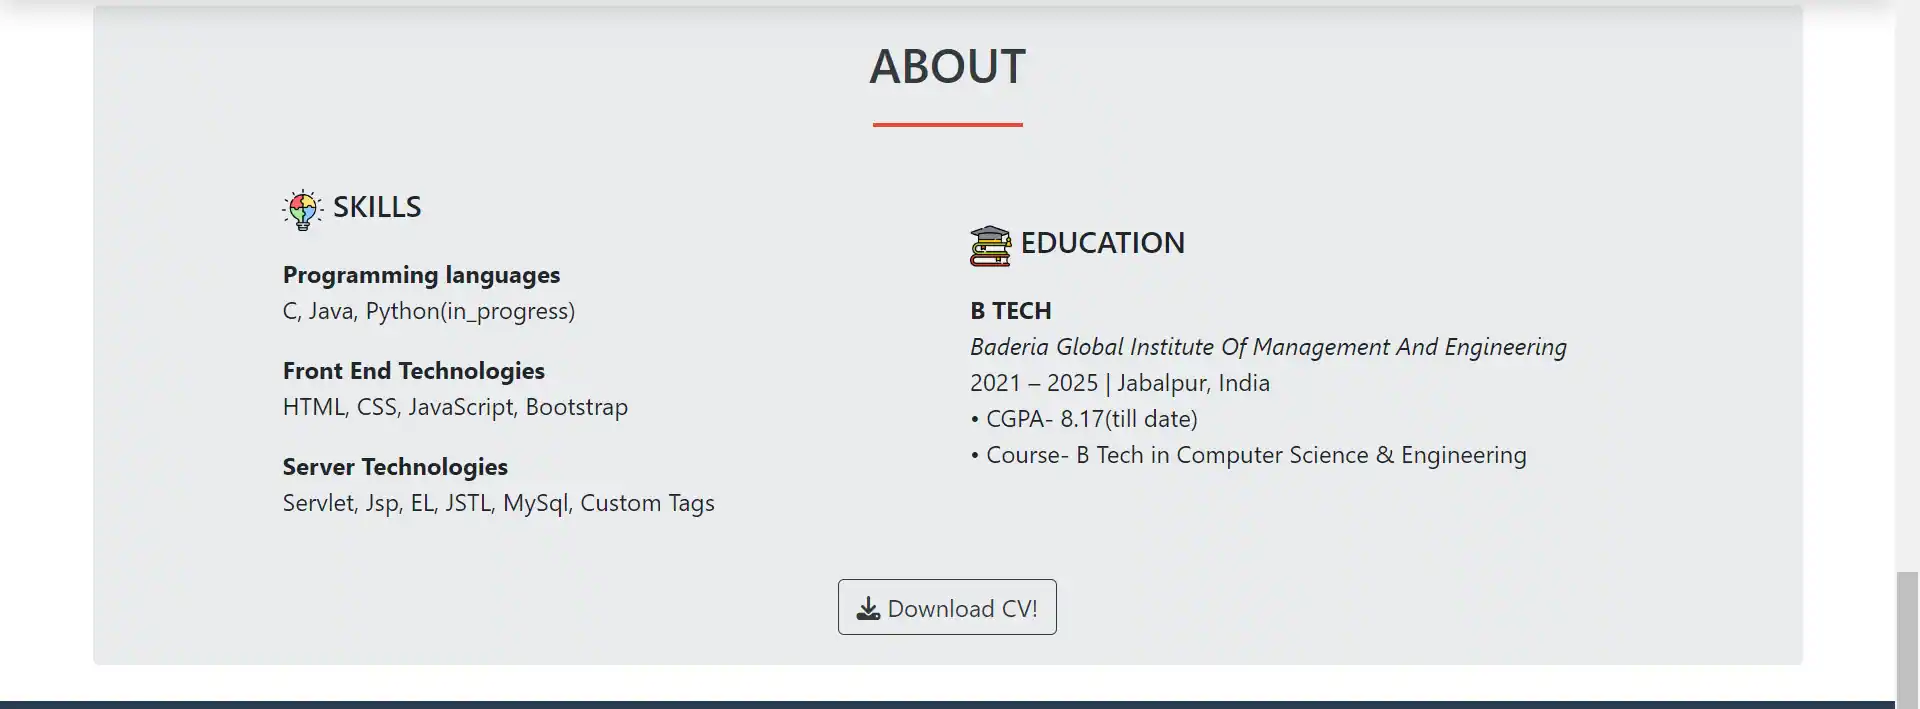 ABOUT
SKILLS
Programming languages
C, Java, Python(in_progress)
Front End Technologies
HTML, CSS, JavaScript, Bootstrap
Server Technologies
Servlet, Jsp, EL, JSTL, MySql, Custom Tags
EDUCATION
B TECH
Baderia Global Institute Of Management And Engineering
2021 – 2025 | Jabalpur, India
• CGPA- 8.17(till date)
• Course- B Tech in Computer Science & Engineering
Download CV!